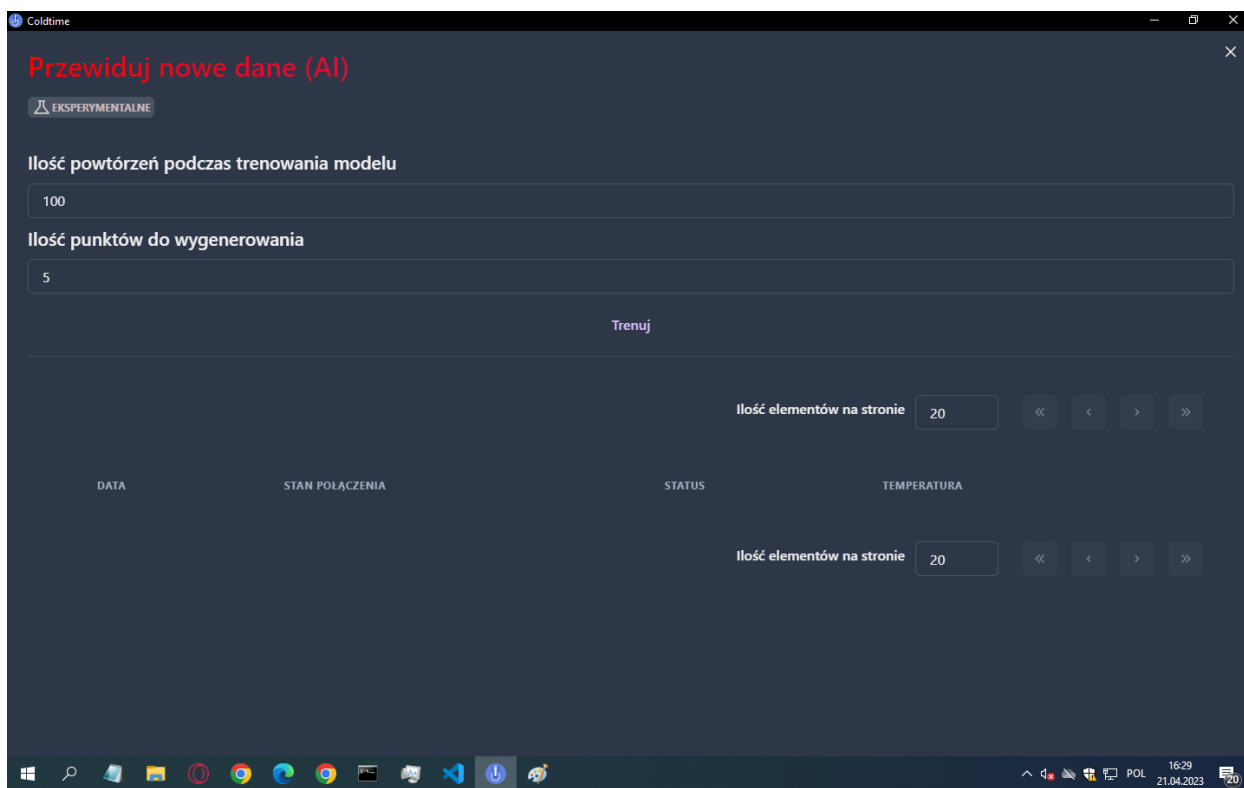 Coldtime
Przewiduj nowe dane (AI)
EKSPERYMENTALNE
Ilość powtórzeń podczas trenowania modelu
100
Ilość punktów do wygenerowania
5
Trenuj
Ilość elementów na stronie 20
DATA STAN POŁĄCZENIA STATUS TEMPERATURA
Ilość elementów na stronie 20
POL 16:29
21.04.2023
20